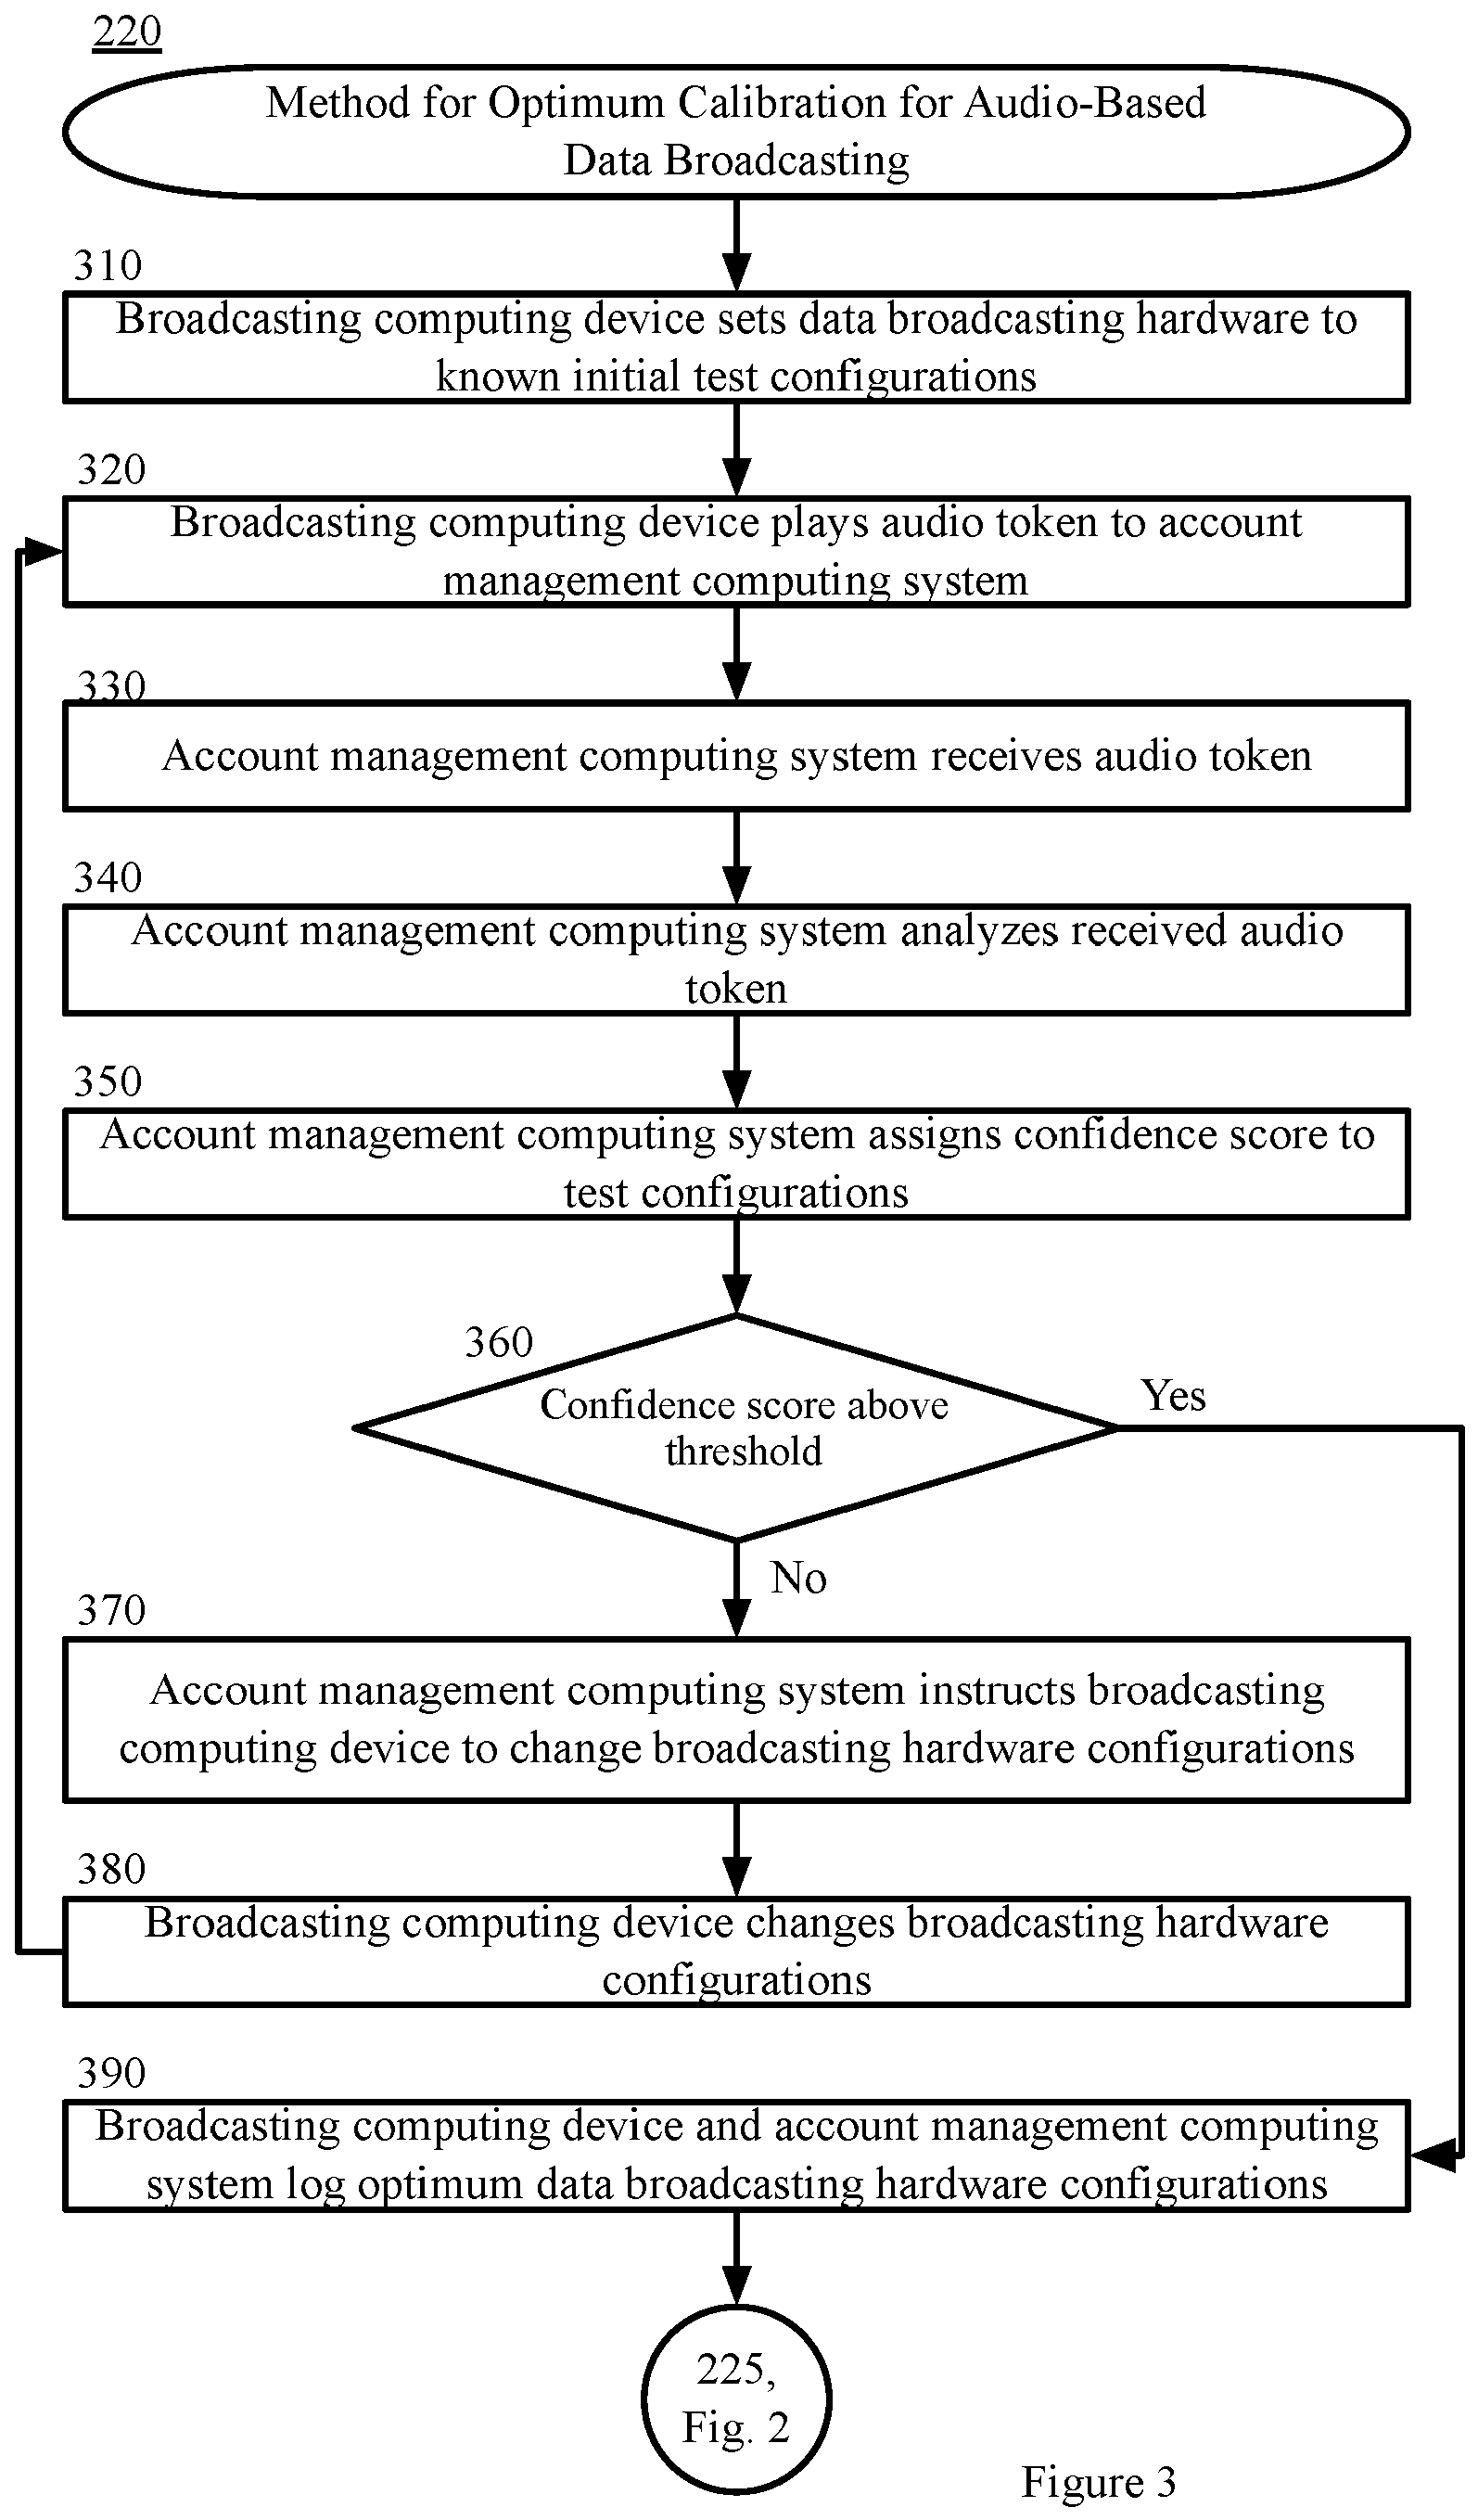 220
Method for Optimum Calibration for Audio-Based
Data Broadcasting
310
Broadcasting computing device sets data broadcasting hardware to
known initial test configurations
320
Broadcasting computing device plays audio token to account
management computing system
330
Account management computing system receives audio token
340
Account management computing system analyzes received audio
token
350
Account management computing system assigns confidence score to
test configurations
360
Confidence score above
threshold
Yes
No
370
Account management computing system instructs broadcasting
computing device to change broadcasting hardware configurations
380
Broadcasting computing device changes broadcasting hardware
configurations
390
Broadcasting computing device and account management computing
system log optimum data broadcasting hardware configurations
225,
Fig. 2
Figure 3